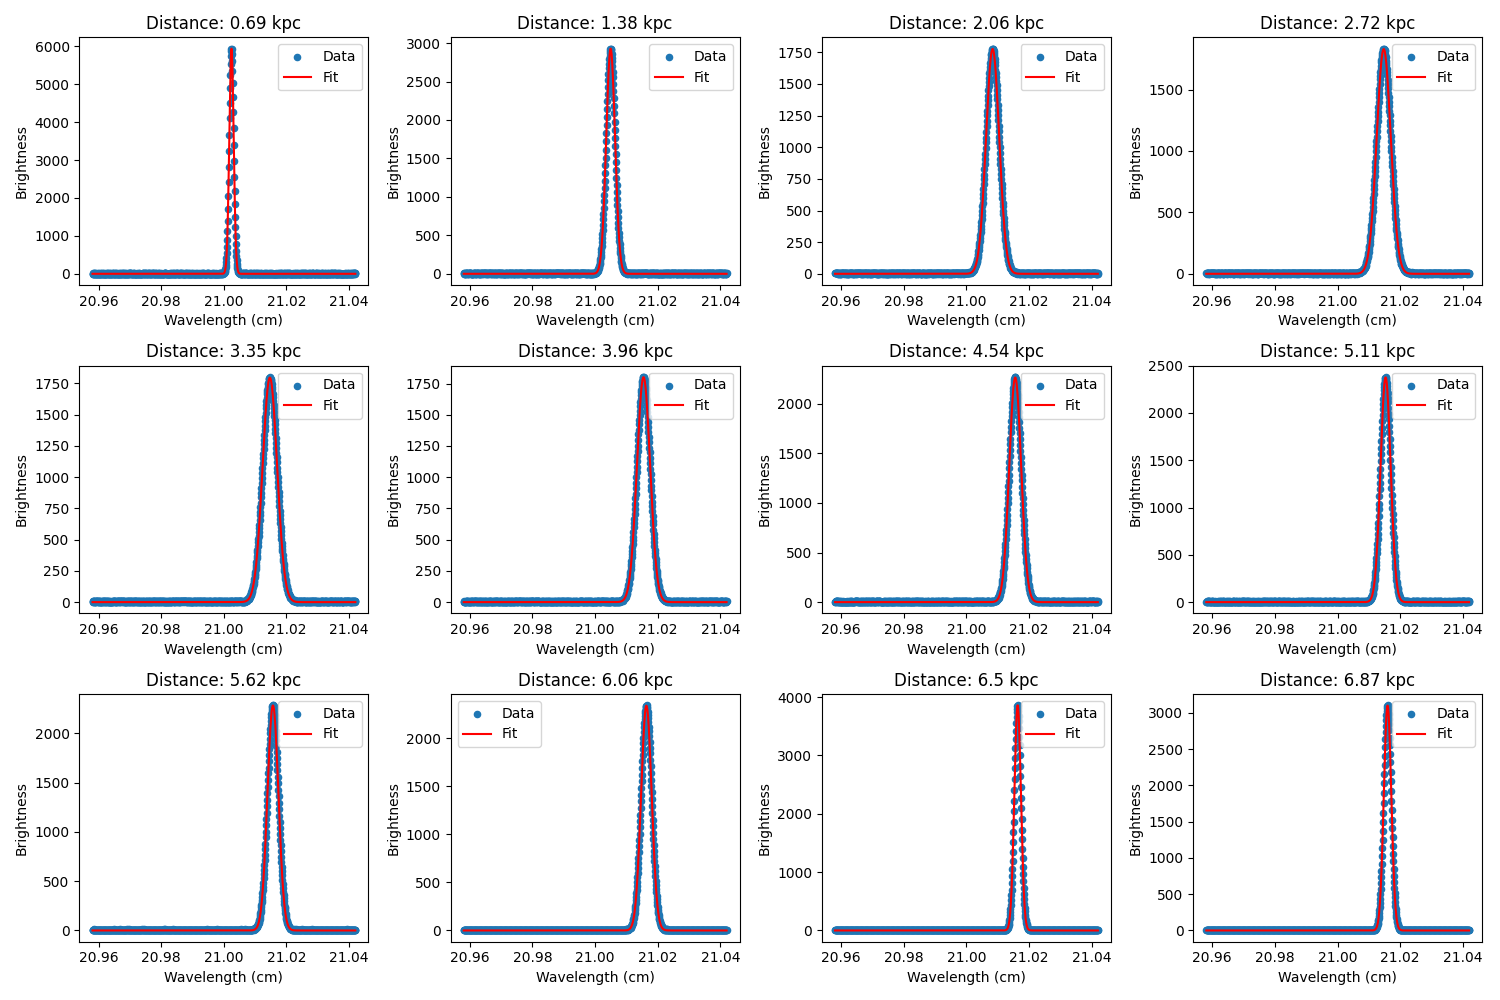 Distance: 0.69 kpc
Brightness
6000
5000
4000
3000
2000
1000
0
Data
Fit
20.96 20.98 21.00 21.02 21.04
Wavelength (cm)
Distance: 1.38 kpc
Brightness
3000
2500
2000
1500
1000
500
0
Data
Fit
20.96 20.98 21.00 21.02 21.04
Wavelength (cm)
Distance: 2.06 kpc
Brightness
1750
1500
1250
1000
750
500
250
0
Data
Fit
20.96 20.98 21.00 21.02 21.04
Wavelength (cm)
Distance: 2.72 kpc
Brightness
1500
1000
500
0
Data
Fit
20.96 20.98 21.00 21.02 21.04
Wavelength (cm)
Distance: 3.35 kpc
Brightness
1750
1500
1250
1000
750
500
250
0
Data
Fit
20.96 20.98 21.00 21.02 21.04
Wavelength (cm)
Distance: 3.96 kpc
Brightness
1750
1500
1250
1000
750
500
250
0
Data
Fit
20.96 20.98 21.00 21.02 21.04
Wavelength (cm)
Distance: 4.54 kpc
Brightness
2000
1500
1000
500
0
Data
Fit
20.96 20.98 21.00 21.02 21.04
Wavelength (cm)
Distance: 5.11 kpc
Brightness
2500
2000
1500
1000
500
0
Data
Fit
20.96 20.98 21.00 21.02 21.04
Wavelength (cm)
Distance: 5.62 kpc
Brightness
2000
1500
1000
500
0
Data
Fit
20.96 20.98 21.00 21.02 21.04
Wavelength (cm)
Distance: 6.06 kpc
Brightness
2000
1500
1000
500
0
Data
Fit
20.96 20.98 21.00 21.02 21.04
Wavelength (cm)
Distance: 6.5 kpc
Brightness
4000
3000
2000
1000
0
Data
Fit
20.96 20.98 21.00 21.02 21.04
Wavelength (cm)
Distance: 6.87 kpc
Brightness
3000
2500
2000
1500
1000
500
0
Data
Fit
20.96 20.98 21.00 21.02 21.04
Wavelength (cm)